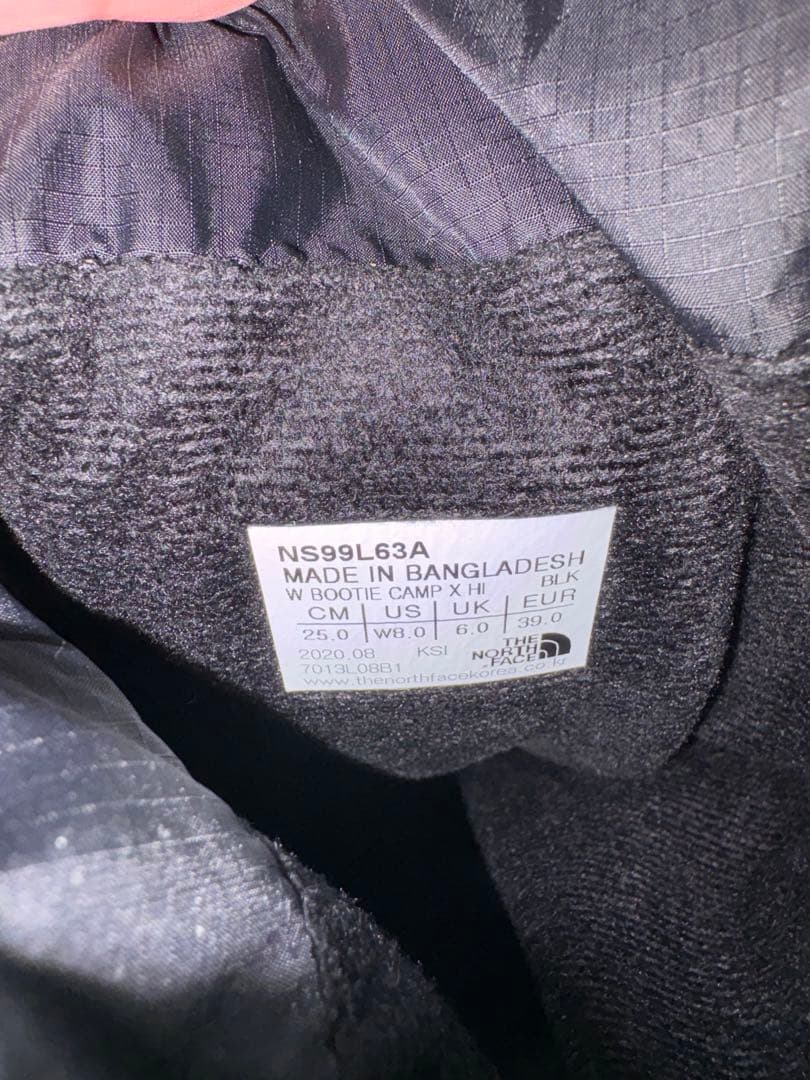 NS99L63A
MADE IN BANGLADESH
W BOOTIE CAMP X HI BLK
CM US UK EUR
25.0 W8.0 6.0 39.0
2020.08 KSI
7013L08B1
THE
NORTH
FACE
www.thenorthfacekorea.co.kr